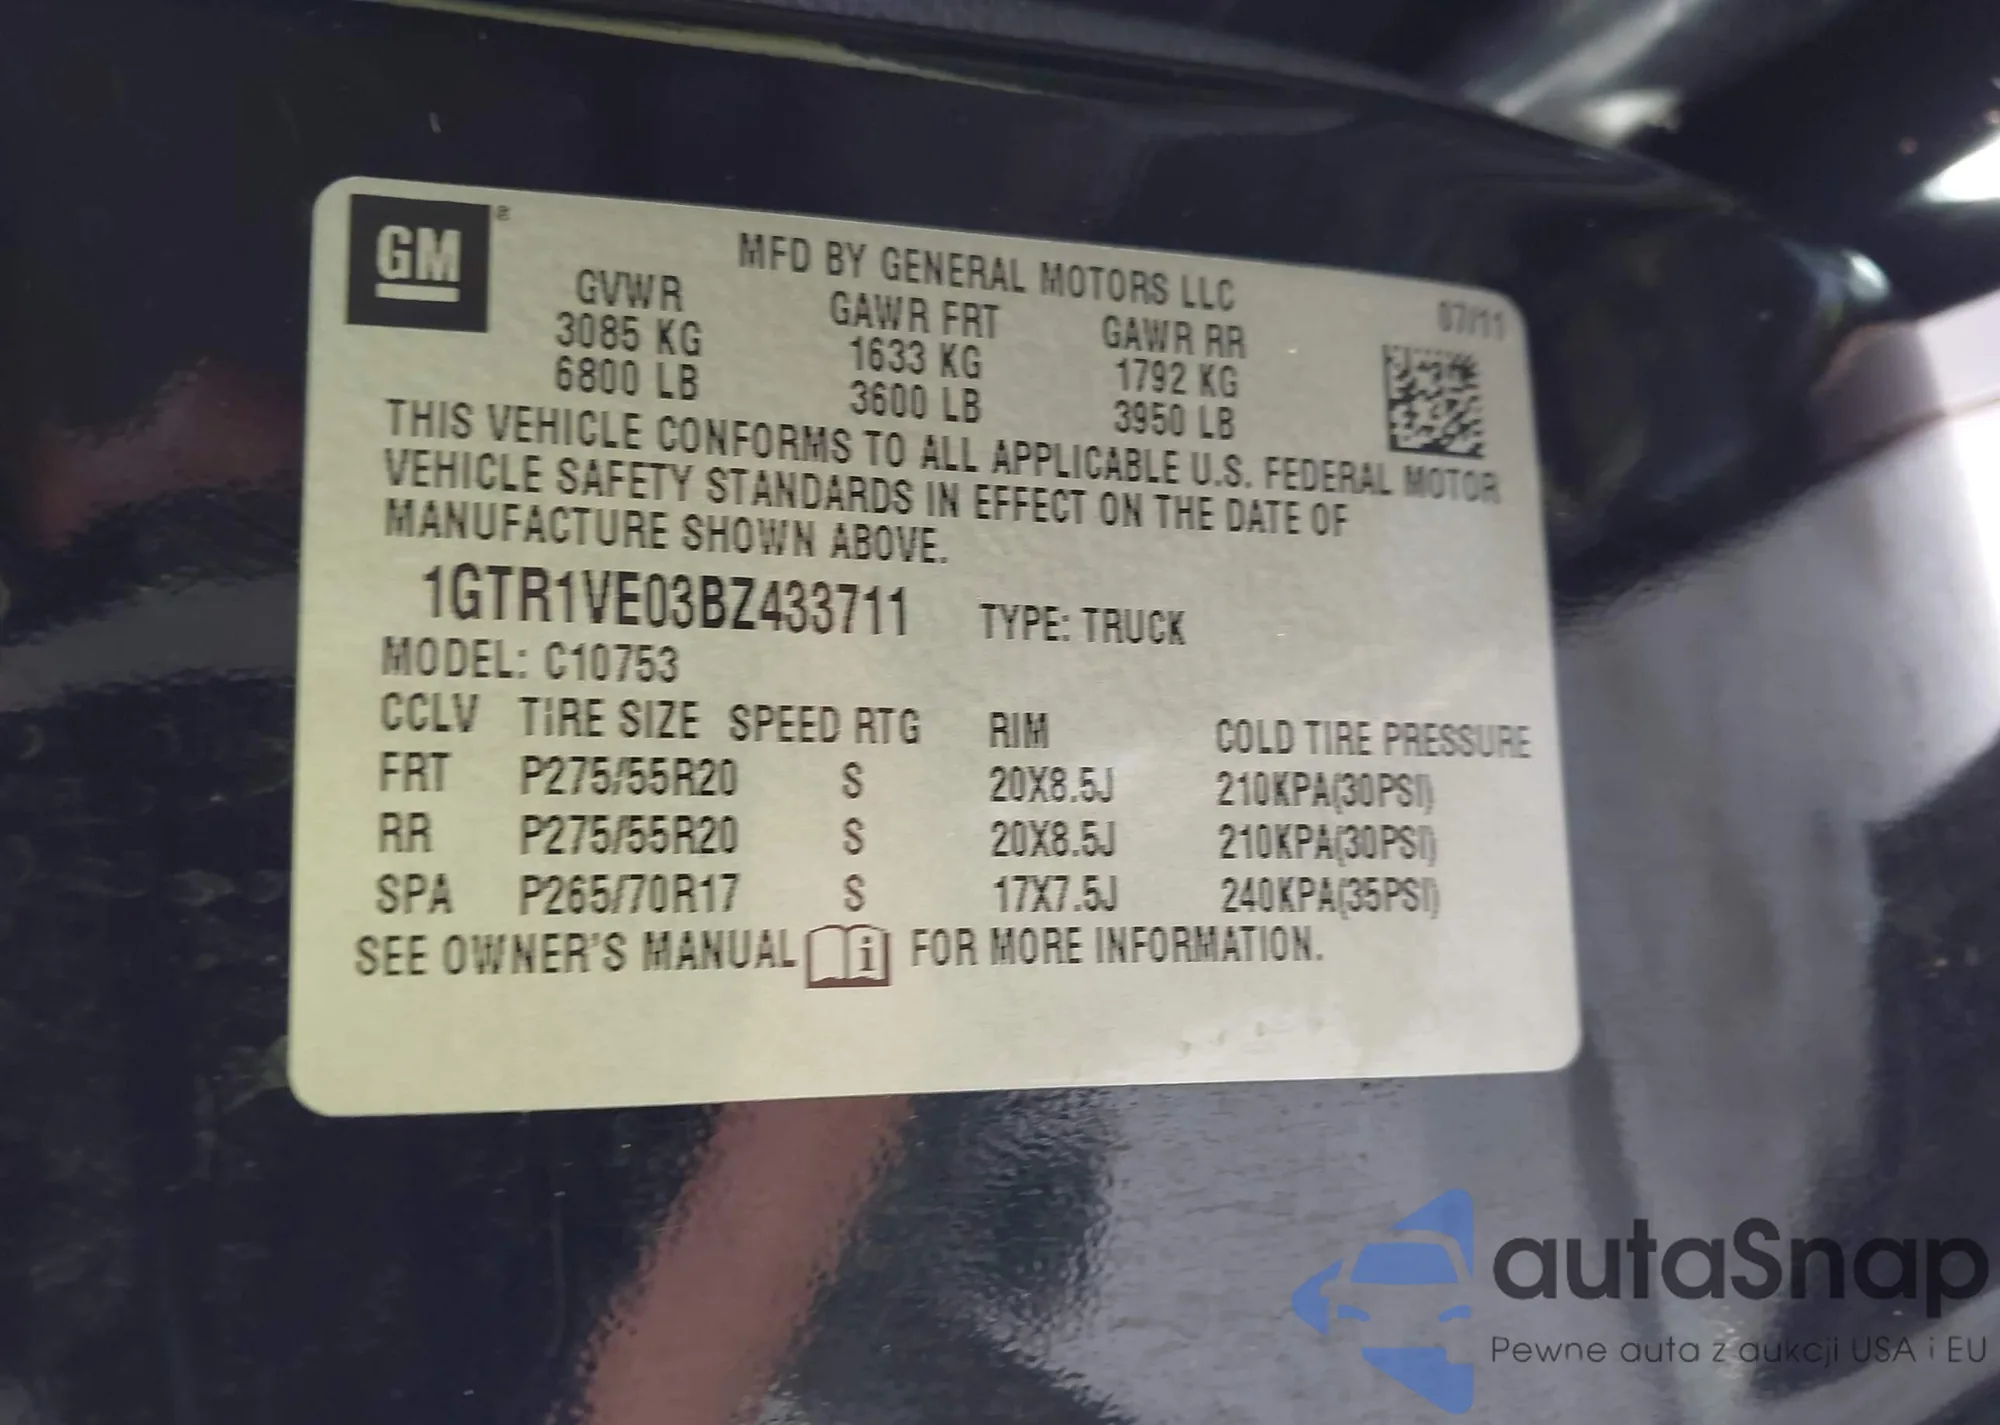 GM ®
MFD BY GENERAL MOTORS LLC
07/11
GVWR GAWR FRT GAWR RR
3085 KG 1633 KG 1792 KG
6800 LB 3600 LB 3950 LB
THIS VEHICLE CONFORMS TO ALL APPLICABLE U.S. FEDERAL MOTOR
VEHICLE SAFETY STANDARDS IN EFFECT ON THE DATE OF
MANUFACTURE SHOWN ABOVE.
1GTR1VE03BZ433711 TYPE: TRUCK
MODEL: C10753
CCLV TIRE SIZE SPEED RTG RIM COLD TIRE PRESSURE
FRT P275/55R20 S 20X8.5J 210KPA(30PSI)
RR P275/55R20 S 20X8.5J 210KPA(30PSI)
SPA P265/70R17 S 17X7.5J 240KPA(35PSI)
SEE OWNER'S MANUAL i FOR MORE INFORMATION.
autaSnap
Pewne auta z aukcji USA i EU